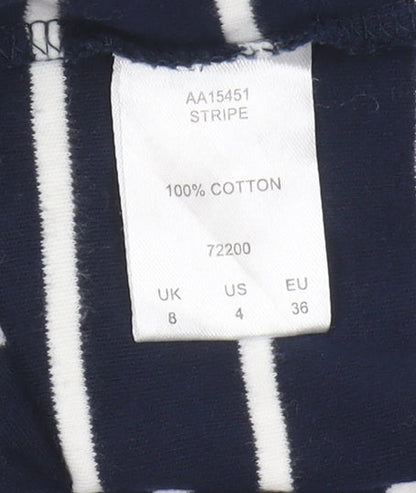 AA15451
STRIPE
100% COTTON
72200
UK US EU
8 4 36